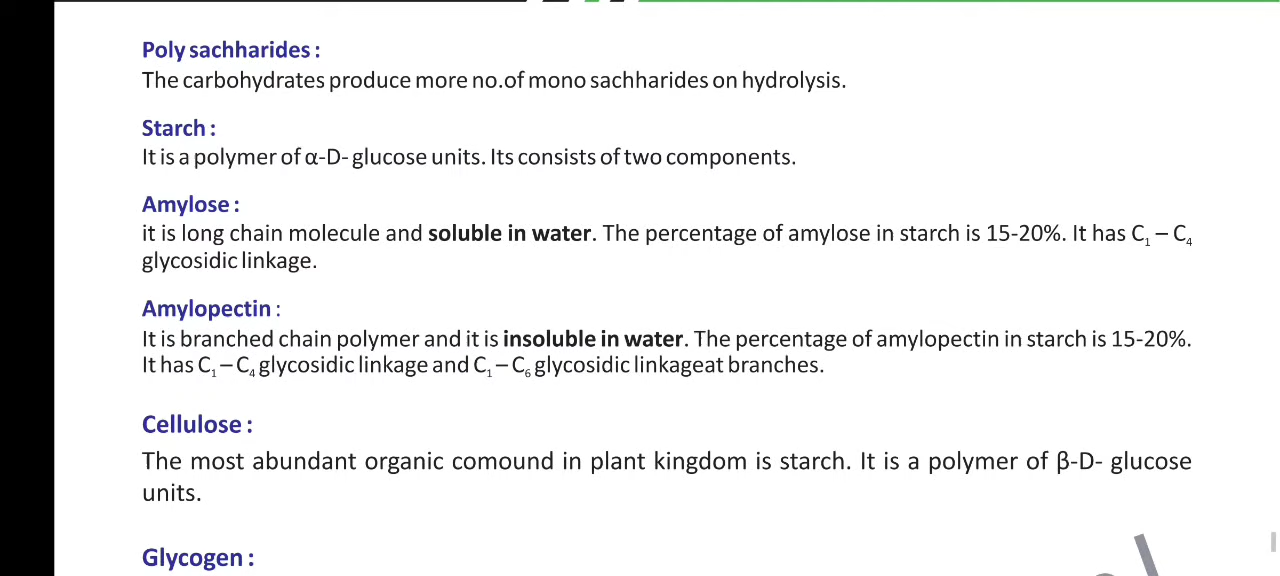 Poly sachharides :
The carbohydrates produce more no.of mono sachharides on hydrolysis.
Starch :
It is a polymer of α-D- glucose units. Its consists of two components.
Amylose :
it is long chain molecule and soluble in water. The percentage of amylose in starch is 15-20%. It has C₁ – C₄
glycosidic linkage.
Amylopectin :
It is branched chain polymer and it is insoluble in water. The percentage of amylopectin in starch is 15-20%.
It has C₁ – C₄ glycosidic linkage and C₁ – C₆ glycosidic linkageat branches.
Cellulose :
The most abundant organic comound in plant kingdom is starch. It is a polymer of β-D- glucose
units.
Glycogen :